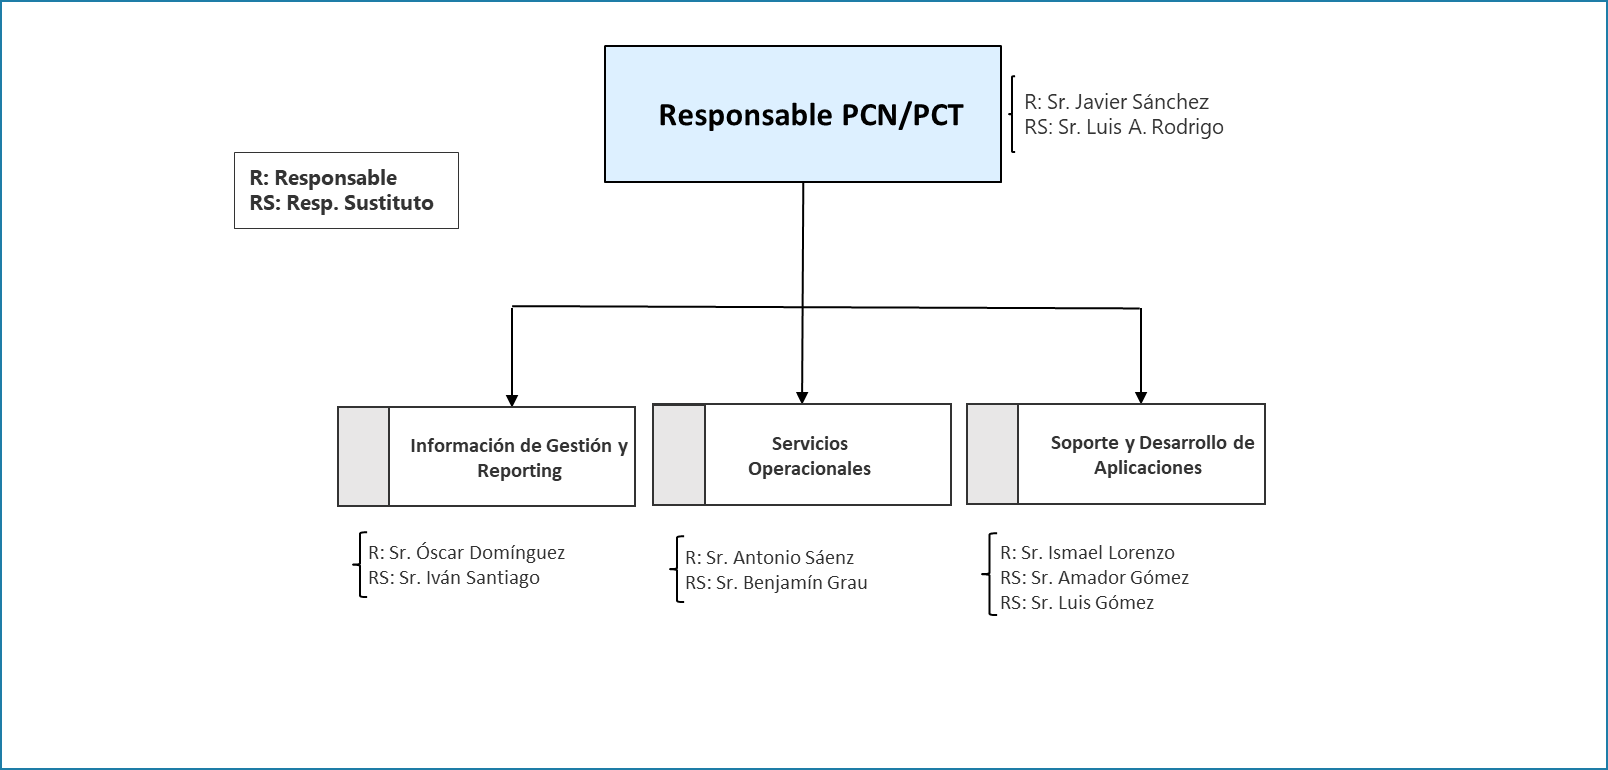 Responsable PCN/PCT
R: Sr. Javier Sánchez
RS: Sr. Luis A. Rodrigo
R: Responsable
RS: Resp. Sustituto
Información de Gestión y
Reporting
Servicios
Operacionales
Soporte y Desarrollo de
Aplicaciones
R: Sr. Óscar Domínguez
RS: Sr. Iván Santiago
R: Sr. Antonio Sáenz
RS: Sr. Benjamín Grau
R: Sr. Ismael Lorenzo
RS: Sr. Amador Gómez
RS: Sr. Luis Gómez